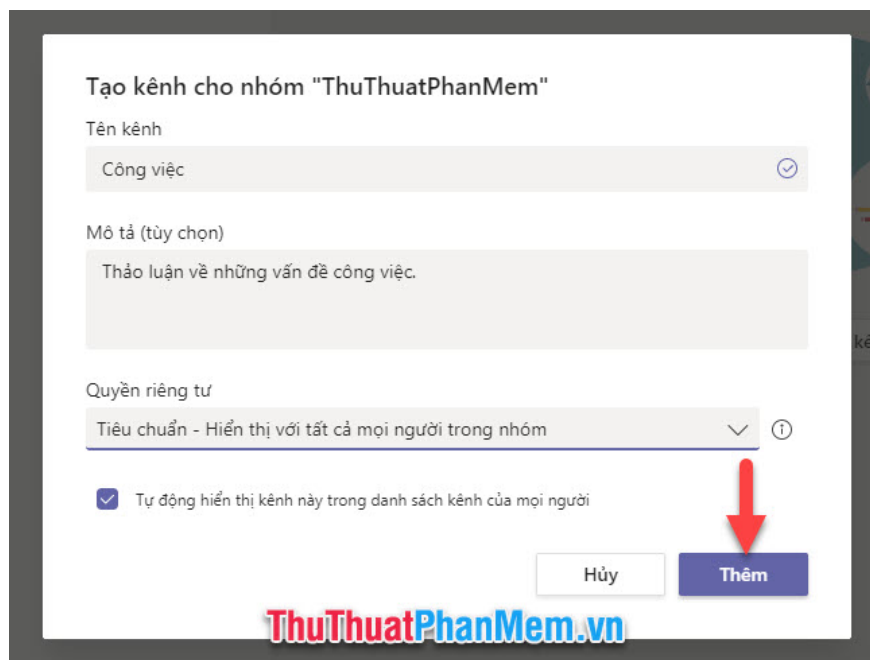 Tạo kênh cho nhóm "ThuThuatPhanMem"
Tên kênh
Công việc
Mô tả (tùy chọn)
Thảo luận về những vấn đề công việc.
Quyền riêng tư
Tiêu chuẩn - Hiển thị với tất cả mọi người trong nhóm
Tự động hiển thị kênh này trong danh sách kênh của mọi người
Hủy
Thêm
ThuThuatPhanMem.vn